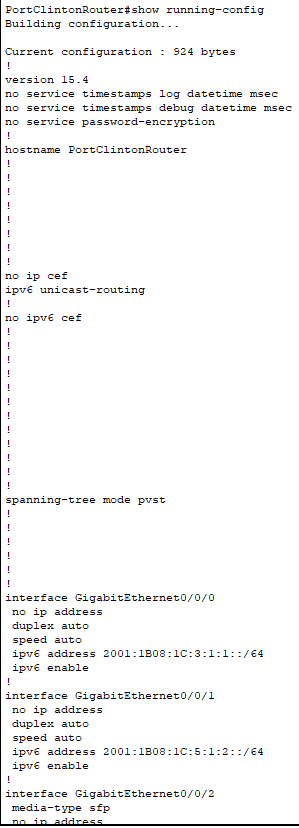 PortClintonRouter#show running-config
Building configuration...

Current configuration : 924 bytes
!
version 15.4
no service timestamps log datetime msec
no service timestamps debug datetime msec
no service password-encryption
!
hostname PortClintonRouter
!
!
!
!
!
!
!
!
no ip cef
ipv6 unicast-routing
!
no ipv6 cef
!
!
!
!
!
!
!
!
!
!
!
!
spanning-tree mode pvst
!
!
!
!
!
!
interface GigabitEthernet0/0/0
 no ip address
 duplex auto
 speed auto
 ipv6 address 2001:1B08:1C:3:1:1::/64
 ipv6 enable
!
interface GigabitEthernet0/0/1
 no ip address
 duplex auto
 speed auto
 ipv6 address 2001:1B08:1C:5:1:2::/64
 ipv6 enable
!
interface GigabitEthernet0/0/2
 media-type sfp
 no ip address